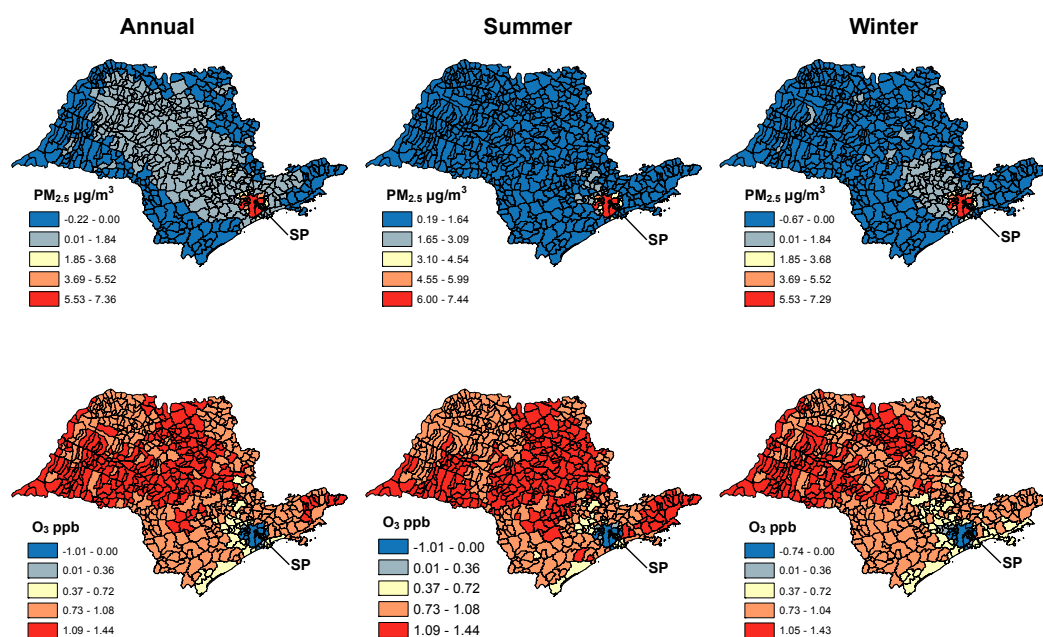 Annual
Summer
Winter
PM2.5 µg/m³
-0.22 - 0.00
0.01 - 1.84
1.85 - 3.68
3.69 - 5.52
5.53 - 7.36
SP
PM2.5 µg/m³
0.19 - 1.64
1.65 - 3.09
3.10 - 4.54
4.55 - 5.99
6.00 - 7.44
SP
PM2.5 µg/m³
-0.67 - 0.00
0.01 - 1.84
1.85 - 3.68
3.69 - 5.52
5.53 - 7.29
SP
O3 ppb
-1.01 - 0.00
0.01 - 0.36
0.37 - 0.72
0.73 - 1.08
1.09 - 1.44
SP
O3 ppb
-1.01 - 0.00
0.01 - 0.36
0.37 - 0.72
0.73 - 1.08
1.09 - 1.44
SP
O3 ppb
-0.74 - 0.00
0.01 - 0.36
0.37 - 0.72
0.73 - 1.04
1.05 - 1.43
SP